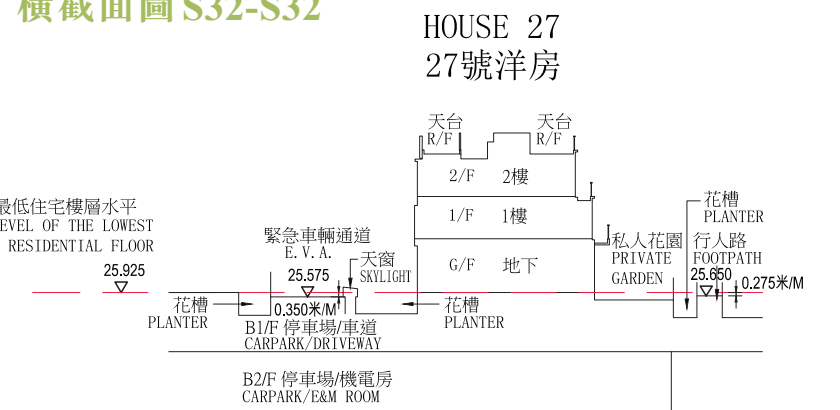 橫截面圖 S32-S32
HOUSE 27
27號洋房
天台
R/F
天台
R/F
2/F 2樓
1/F 1樓
G/F 地下
最低住宅樓層水平
EVEL OF THE LOWEST
RESIDENTIAL FLOOR
25.925
緊急車輛通道
E.V.A.
25.575
天窗
SKYLIGHT
花槽
PLANTER
0.350米/M
花槽
PLANTER
私人花園
PRIVATE
GARDEN
行人路
FOOTPATH
25.650
花槽
PLANTER
0.275米/M
B1/F 停車場/車道
CARPARK/DRIVEWAY
B2/F 停車場/機電房
CARPARK/E&M ROOM